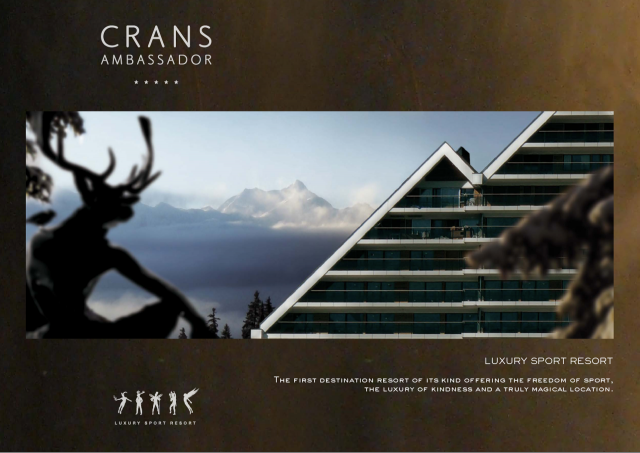 CRANS
AMBASSADOR
★★★★★
LUXURY SPORT RESORT
THE FIRST DESTINATION RESORT OF ITS KIND OFFERING THE FREEDOM OF SPORT,
THE LUXURY OF KINDNESS AND A TRULY MAGICAL LOCATION.
LUXURY SPORT RESORT